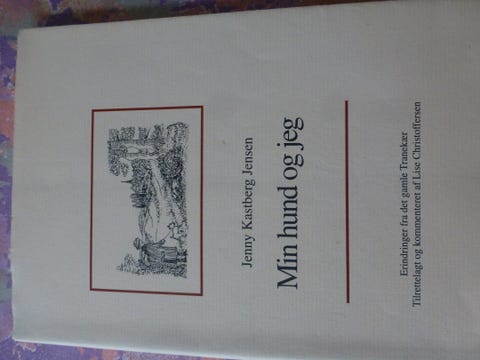 Jenny Kastberg Jensen
Min hund og jeg
Erindringer fra det gamle Tranekær
Tilrettelagt og kommenteret af Lise Christoffersen